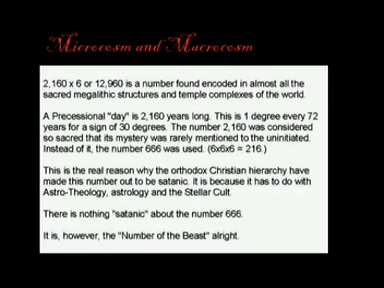 Microcosm and Macrocosm
2,160 x 6 or 12,960 is a number found encoded in almost all the
sacred megalithic structures and temple complexes of the world.
A Precessional "day" is 2,160 years long. This is 1 degree every 72
years for a sign of 30 degrees. The number 2,160 was considered
so sacred that its mystery was rarely mentioned to the uninitiated.
Instead of it, the number 666 was used. (6x6x6 = 216.)
This is the real reason why the orthodox Christian hierarchy have
made this number out to be satanic. It is because it has to do with
Astro-Theology, astrology and the Stellar Cult.
There is nothing "satanic" about the number 666.
It is, however, the "Number of the Beast" alright.